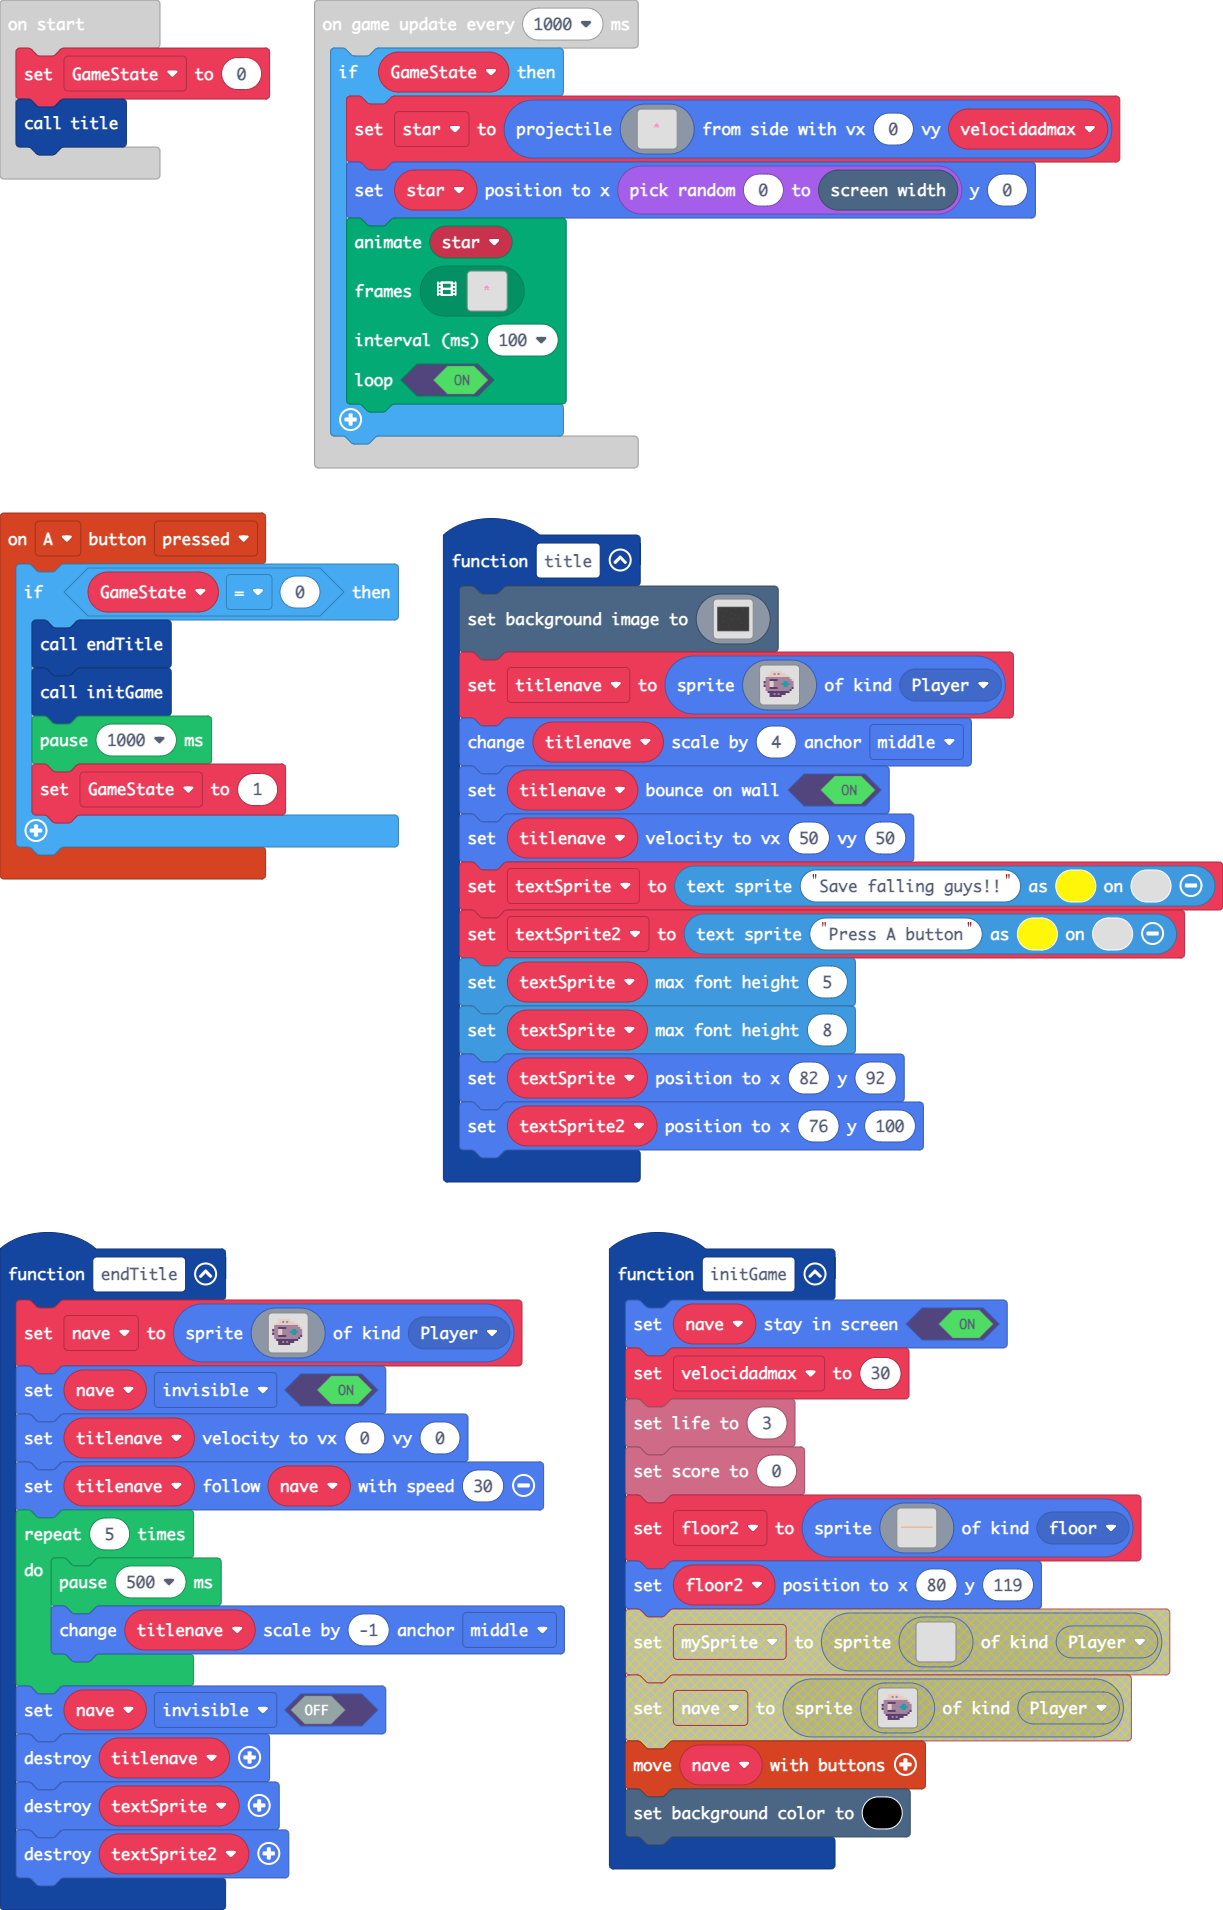 on start
set GameState to 0
call title
on game update every 1000 ms
if GameState then
set star to projectile from side with vx 0 vy velocidadmax
set star position to x pick random 0 to screen width y 0
animate star
frames
interval (ms) 100
loop ON
on A button pressed
if GameState = 0 then
call endTitle
call initGame
pause 1000 ms
set GameState to 1
function title
set background image to
set titlenave to sprite of kind Player
change titlenave scale by 4 anchor middle
set titlenave bounce on wall ON
set titlenave velocity to vx 50 vy 50
set textSprite to text sprite "Save falling guys!!" as on
set textSprite2 to text sprite "Press A button" as on
set textSprite max font height 5
set textSprite max font height 8
set textSprite position to x 82 y 92
set textSprite2 position to x 76 y 100
function endTitle
set nave to sprite of kind Player
set nave invisible ON
set titlenave velocity to vx 0 vy 0
set titlenave follow nave with speed 30
repeat 5 times
do
pause 500 ms
change titlenave scale by -1 anchor middle
set nave invisible OFF
destroy titlenave
destroy textSprite
destroy textSprite2
function initGame
set nave stay in screen ON
set velocidadmax to 30
set life to 3
set score to 0
set floor2 to sprite of kind floor
set floor2 position to x 80 y 119
set mySprite to sprite of kind Player
set nave to sprite of kind Player
move nave with buttons
set background color to